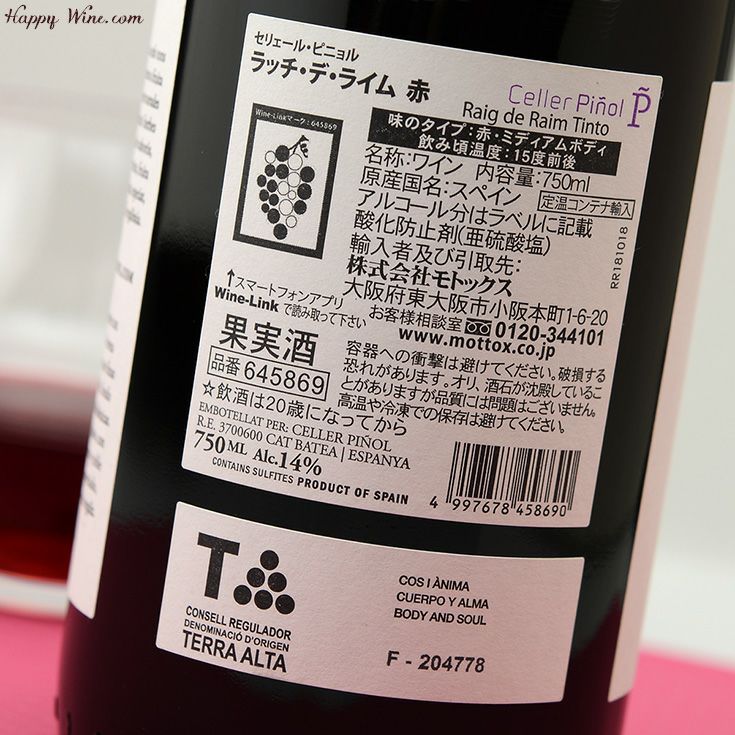 Happy Wine.com
セリェール・ピニョル
ラッチ・デ・ライム 赤
Celler Piñol P̃
Raig de Raim Tinto
Wine-Linkマーク:645869
味のタイプ:赤・ミディアムボディ
飲み頃温度:15度前後
名称:ワイン 内容量:750ml
原産国名:スペイン 定温コンテナ輸入
アルコール分はラベルに記載
酸化防止剤(亜硫酸塩)
輸入者及び引取先:
株式会社モトックス
大阪府東大阪市小阪本町1-6-20
お客様相談室 0120-344101
www.mottox.co.jp
RR181018
↑スマートフォンアプリ
Wine-Linkで読み取って下さい
果実酒
品番 645869
容器への衝撃は避けてください。破損する
恐れがあります。オリ、酒石が沈殿しているこ
とがありますが品質には問題はございません。
高温や冷凍での保存は避けてください。
☆飲酒は20歳になってから
EMBOTELLAT PER: CELLER PIÑOL
R.E. 3700600 CAT BATEA | ESPANYA
750ML Alc.14%
CONTAINS SULFITES PRODUCT OF SPAIN
4 997678 458690
T
CONSELL REGULADOR
DENOMINACIÓ D'ORIGEN
TERRA ALTA
COS I ÀNIMA
CUERPO Y ALMA
BODY AND SOUL
F - 204778